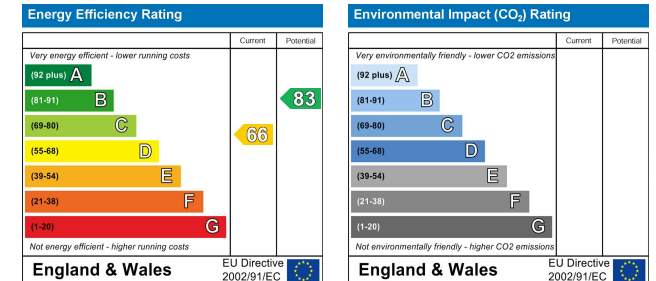 Energy Efficiency Rating
Current Potential
Very energy efficient - lower running costs
(92 plus) A
(81-91) B
83
(69-80) C
66
(55-68) D
(39-54) E
(21-38) F
(1-20) G
Not energy efficient - higher running costs
England & Wales
EU Directive
2002/91/EC
Environmental Impact (CO₂) Rating
Current Potential
Very environmentally friendly - lower CO2 emissions
(92 plus) A
(81-91) B
(69-80) C
(55-68) D
(39-54) E
(21-38) F
(1-20) G
Not environmentally friendly - higher CO2 emissions
England & Wales
EU Directive
2002/91/EC